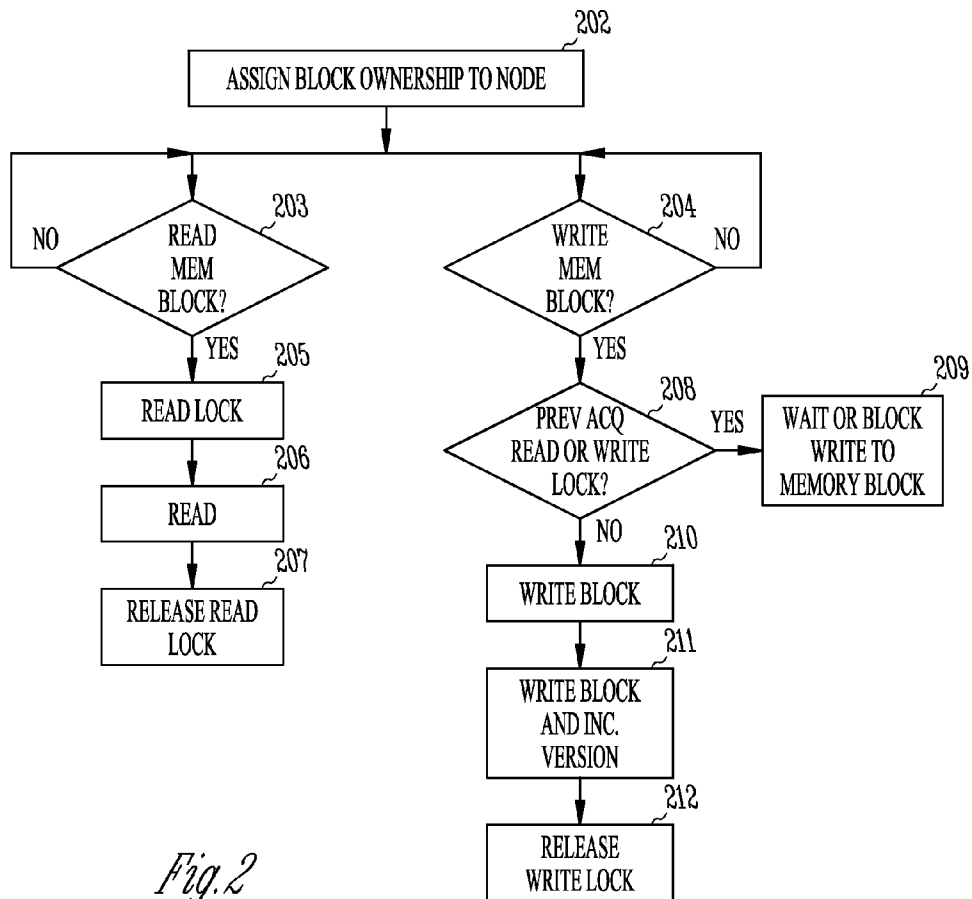 202
ASSIGN BLOCK OWNERSHIP TO NODE
203
READ
MEM
BLOCK?
NO
YES
205
READ LOCK
206
READ
207
RELEASE READ
LOCK
204
WRITE
MEM
BLOCK?
NO
YES
208
PREV ACQ
READ OR WRITE
LOCK?
YES
NO
209
WAIT OR BLOCK
WRITE TO
MEMORY BLOCK
210
WRITE BLOCK
211
WRITE BLOCK
AND INC.
VERSION
212
RELEASE
WRITE LOCK
Fig.2